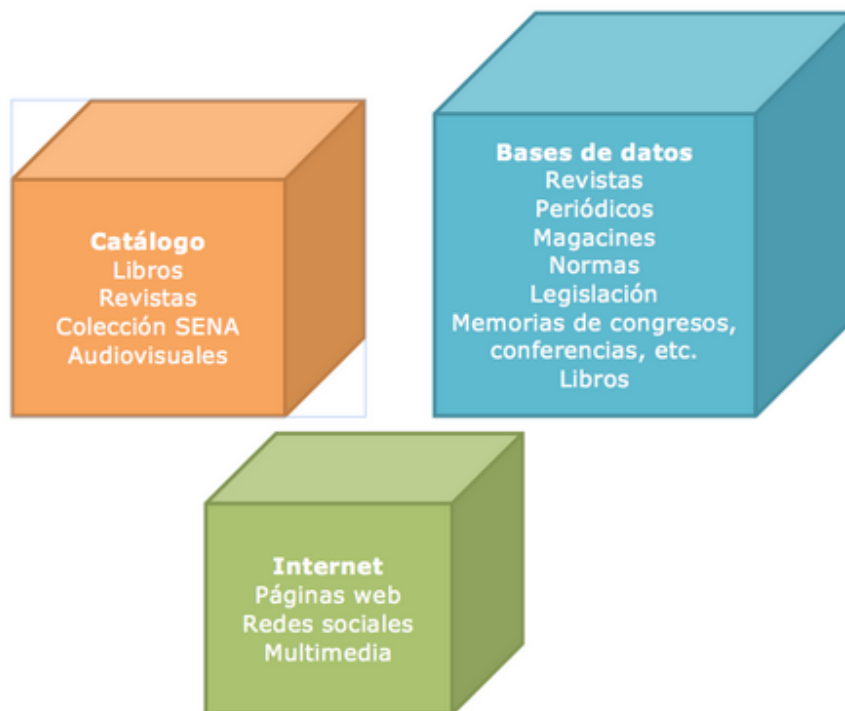 Catálogo
Libros
Revistas
Colección SENA
Audiovisuales
Bases de datos
Revistas
Periódicos
Magacines
Normas
Legislación
Memorias de congresos,
conferencias, etc.
Libros
Internet
Páginas web
Redes sociales
Multimedia